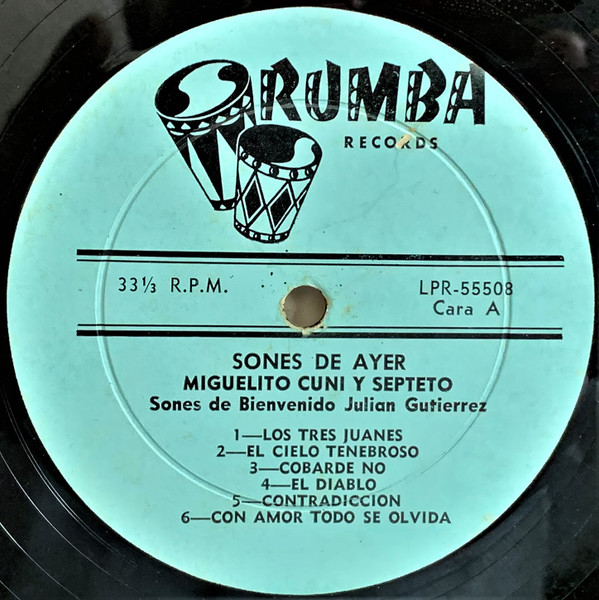 RUMBA
RECORDS
33⅓ R.P.M.
LPR-55508
Cara A
SONES DE AYER
MIGUELITO CUNI Y SEPTETO
Sones de Bienvenido Julian Gutierrez
1—LOS TRES JUANES
2—EL CIELO TENEBROSO
3—COBARDE NO
4—EL DIABLO
5—CONTRADICCION
6—CON AMOR TODO SE OLVIDA